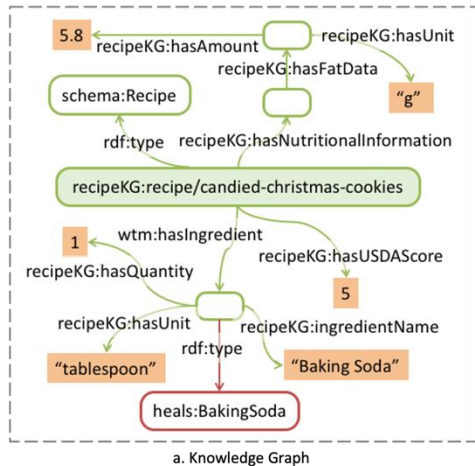 5.8
recipeKG:hasAmount
recipeKG:hasUnit
recipeKG:hasFatData
schema:Recipe
"g"
rdf:type
recipeKG:hasNutritionalInformation
recipeKG:recipe/candied-christmas-cookies
1
wtm:hasIngredient
recipeKG:hasQuantity
recipeKG:hasUSDAScore
5
recipeKG:hasUnit
recipeKG:ingredientName
rdf:type
"tablespoon"
"Baking Soda"
heals:BakingSoda
a. Knowledge Graph